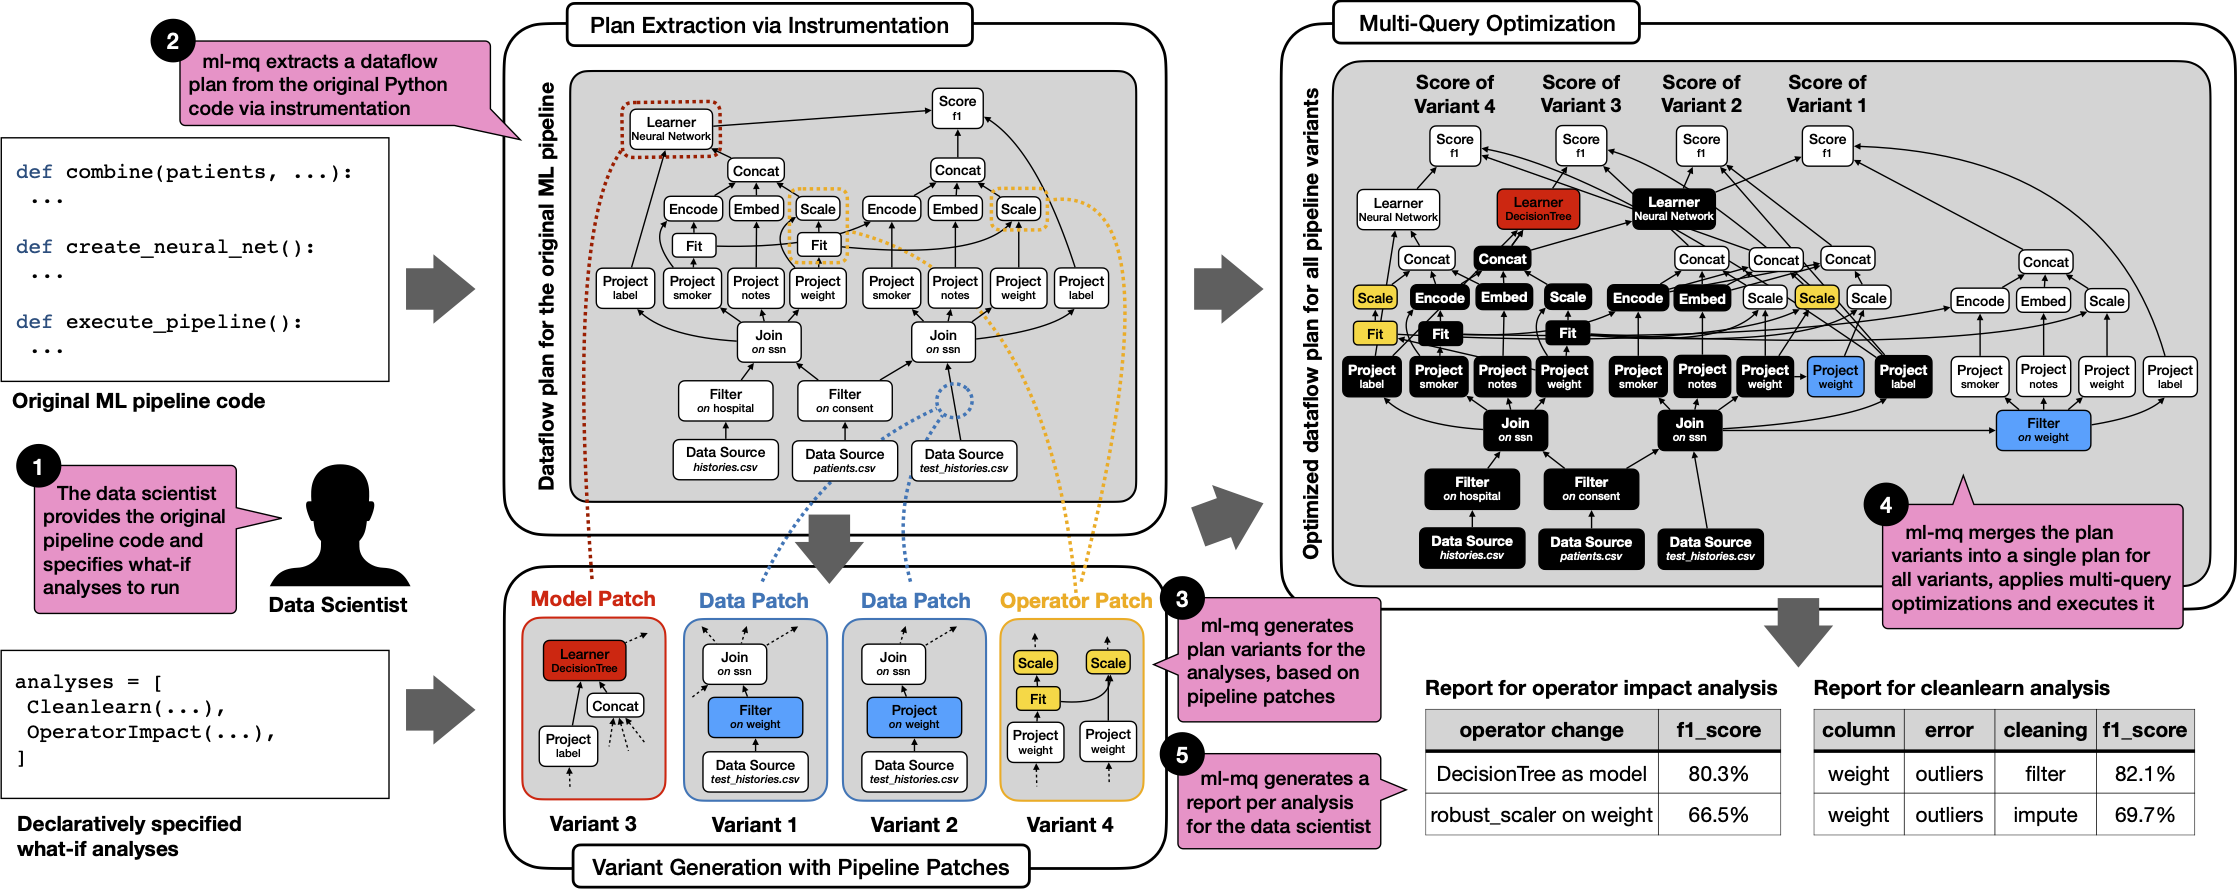 2
ml-mq extracts a dataflow
plan from the original Python
code via instrumentation
def combine(patients, ...):
...
def create_neural_net():
...
def execute_pipeline():
...
Original ML pipeline code
1
The data scientist
provides the original
pipeline code and
specifies what-if
analyses to run
Data Scientist
analyses = [
Cleanlearn(...),
OperatorImpact(...),
]
Declaratively specified
what-if analyses
Plan Extraction via Instrumentation
Dataflow plan for the original ML pipeline
Learner
Neural Network
Score
f1
Concat
Concat
Encode
Embed
Scale
Encode
Embed
Scale
Fit
Fit
Project
label
Project
smoker
Project
notes
Project
weight
Project
smoker
Project
notes
Project
weight
Project
label
Join
on ssn
Join
on ssn
Filter
on hospital
Filter
on consent
Data Source
histories.csv
Data Source
patients.csv
Data Source
test_histories.csv
Model Patch
Data Patch
Data Patch
Operator Patch
Learner
DecisionTree
Concat
Project
label
Join
on ssn
Filter
on weight
Data Source
test_histories.csv
Join
on ssn
Project
on weight
Data Source
test_histories.csv
Scale
Scale
Fit
Project
weight
Project
weight
Variant 3
Variant 1
Variant 2
Variant 4
Variant Generation with Pipeline Patches
3
ml-mq generates
plan variants for the
analyses, based on
pipeline patches
5
ml-mq generates a
report per analysis
for the data scientist
Multi-Query Optimization
Optimized dataflow plan for all pipeline variants
Score of
Variant 4
Score of
Variant 3
Score of
Variant 2
Score of
Variant 1
Score
f1
Score
f1
Score
f1
Score
f1
Learner
Neural Network
Learner
DecisionTree
Learner
Neural Network
Concat
Concat
Concat
Concat
Concat
Concat
Scale
Encode
Embed
Scale
Encode
Embed
Scale
Scale
Scale
Encode
Embed
Scale
Fit
Fit
Fit
Project
label
Project
smoker
Project
notes
Project
weight
Project
smoker
Project
notes
Project
weight
Project
weight
Project
label
Project
smoker
Project
notes
Project
weight
Project
label
Join
on ssn
Join
on ssn
Filter
on weight
Filter
on hospital
Filter
on consent
Data Source
histories.csv
Data Source
patients.csv
Data Source
test_histories.csv
4
ml-mq merges the plan
variants into a single plan for
all variants, applies multi-query
optimizations and executes it
Report for operator impact analysis
operator change f1_score
DecisionTree as model 80.3%
robust_scaler on weight 66.5%
Report for cleanlearn analysis
column error cleaning f1_score
weight outliers filter 82.1%
weight outliers impute 69.7%